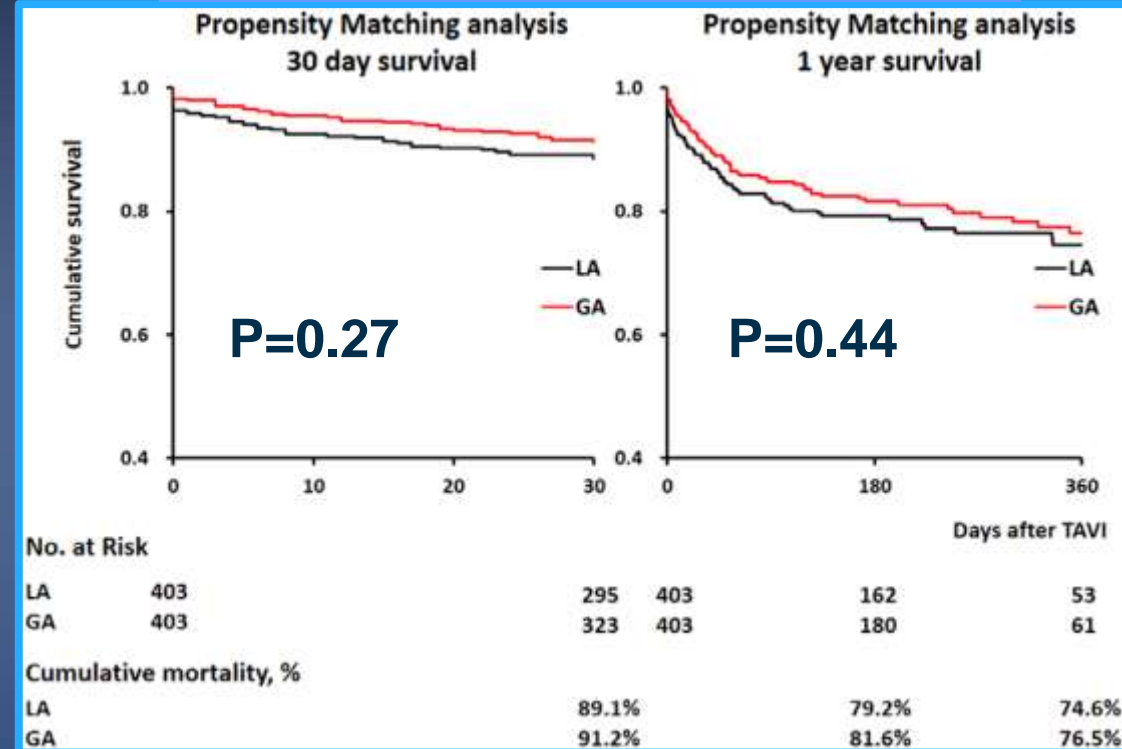 Propensity Matching analysis
30 day survival
Propensity Matching analysis
1 year survival
Cumulative survival
1.0
0.8
0.6
0.4
LA
GA
P=0.27
0
10
20
30
1.0
0.8
0.6
0.4
LA
GA
P=0.44
0
180
360
Days after TAVI
No. at Risk
LA 403 295 403 162 53
GA 403 323 403 180 61
Cumulative mortality, %
LA 89.1% 79.2% 74.6%
GA 91.2% 81.6% 76.5%